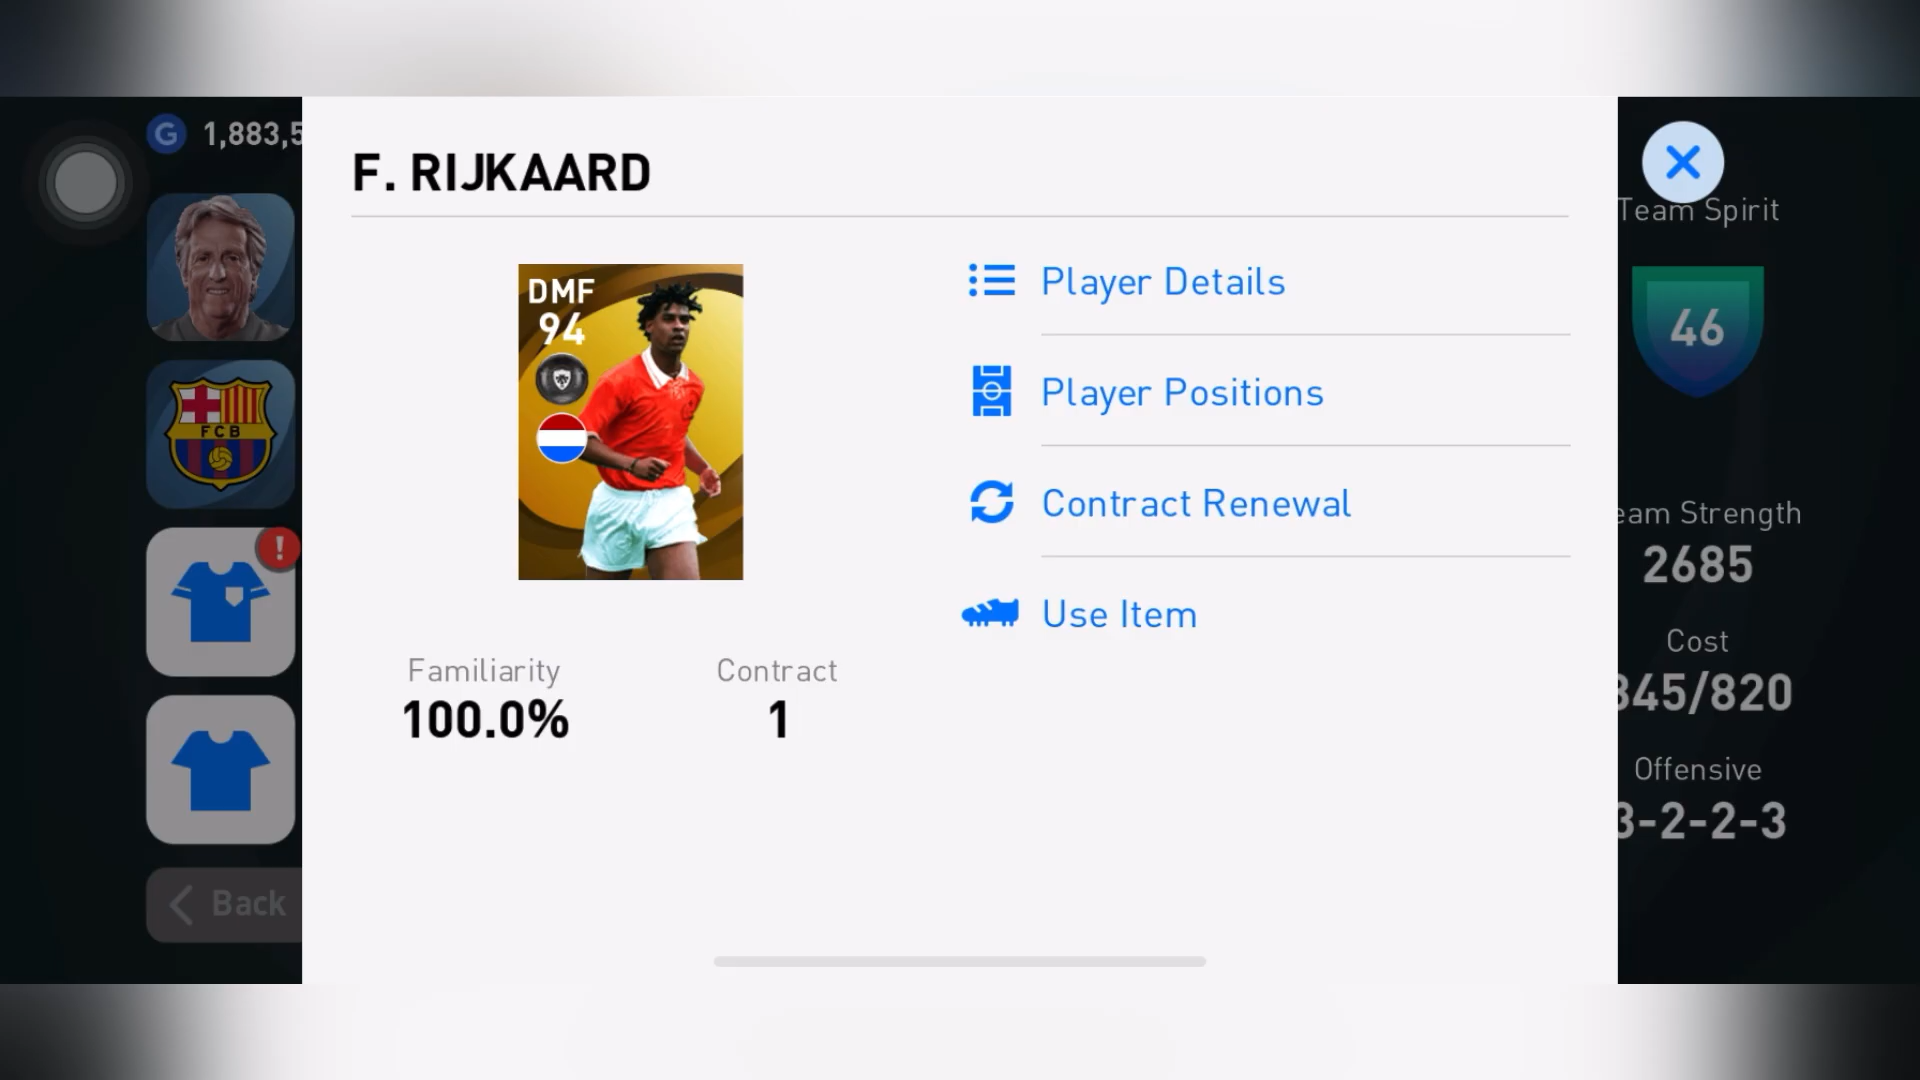 G 1,883,5
F. RIJKAARD
DMF
94
FCB
!
Familiarity
100.0%
Contract
1
Player Details
Player Positions
Contract Renewal
Use Item
Back
Team Spirit
46
eam Strength
2685
Cost
845/820
Offensive
3-2-2-3